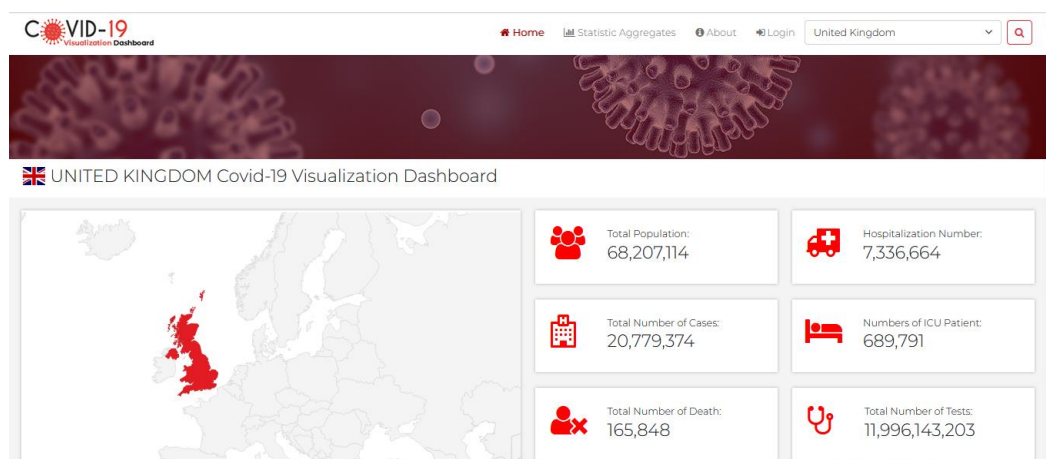 COVID-19
Visualization Dashboard
Home Statistic Aggregates About Login United Kingdom
UNITED KINGDOM Covid-19 Visualization Dashboard
Total Population:
68,207,114
Hospitalization Number:
7,336,664
Total Number of Cases:
20,779,374
Numbers of ICU Patient:
689,791
Total Number of Death:
165,848
Total Number of Tests:
11,996,143,203